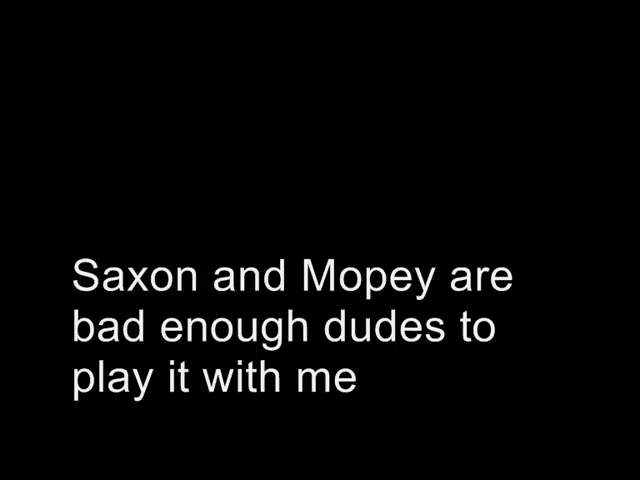 Saxon and Mopey are
bad enough dudes to
play it with me